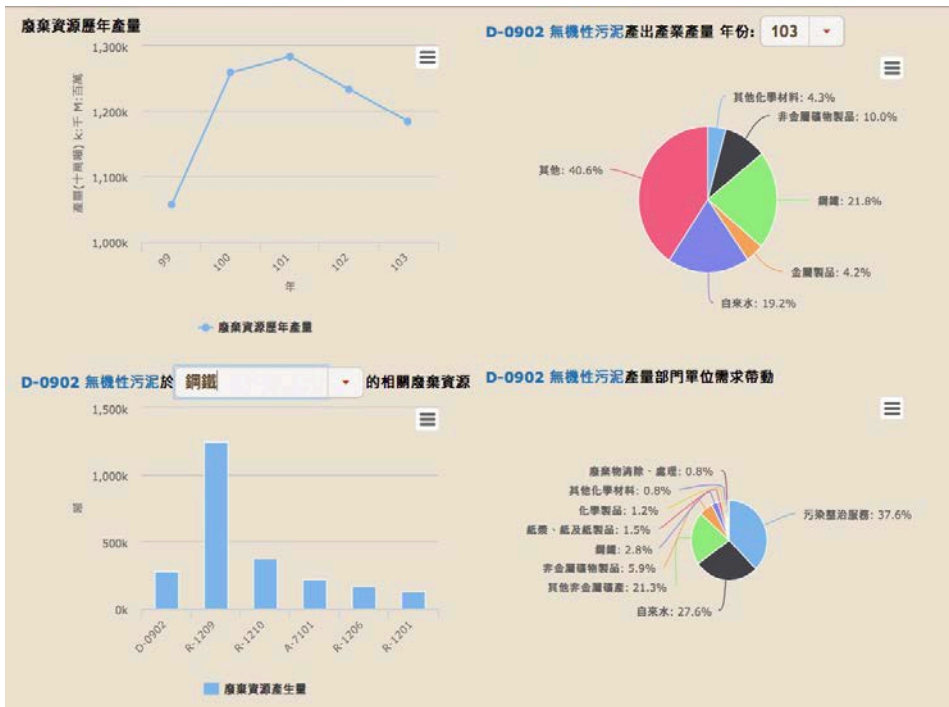 廢棄資源歷年產量
1,300k
1,200k
1,100k
1,000k
產量(十萬噸) k:千 M:百萬
99
100
101
102
103
年
廢棄資源歷年產量
D-0902 無機性污泥產出產業產量 年份: 103
其他化學材料: 4.3%
非金屬礦物製品: 10.0%
其他: 40.6%
鋼鐵: 21.8%
金屬製品: 4.2%
自來水: 19.2%
D-0902 無機性污泥於 鋼鐵 的相關廢棄資源
1,500k
1,000k
500k
0k
噸
D-0902
R-1209
R-1210
A-7101
R-1206
R-1201
廢棄資源產生量
D-0902 無機性污泥產量部門單位需求帶動
廢棄物清除、處理: 0.8%
其他化學材料: 0.8%
化學製品: 1.2%
紙漿、紙及紙製品: 1.5%
鋼鐵: 2.8%
非金屬礦物製品: 5.9%
其他非金屬礦產: 21.3%
污染整治服務: 37.6%
自來水: 27.6%